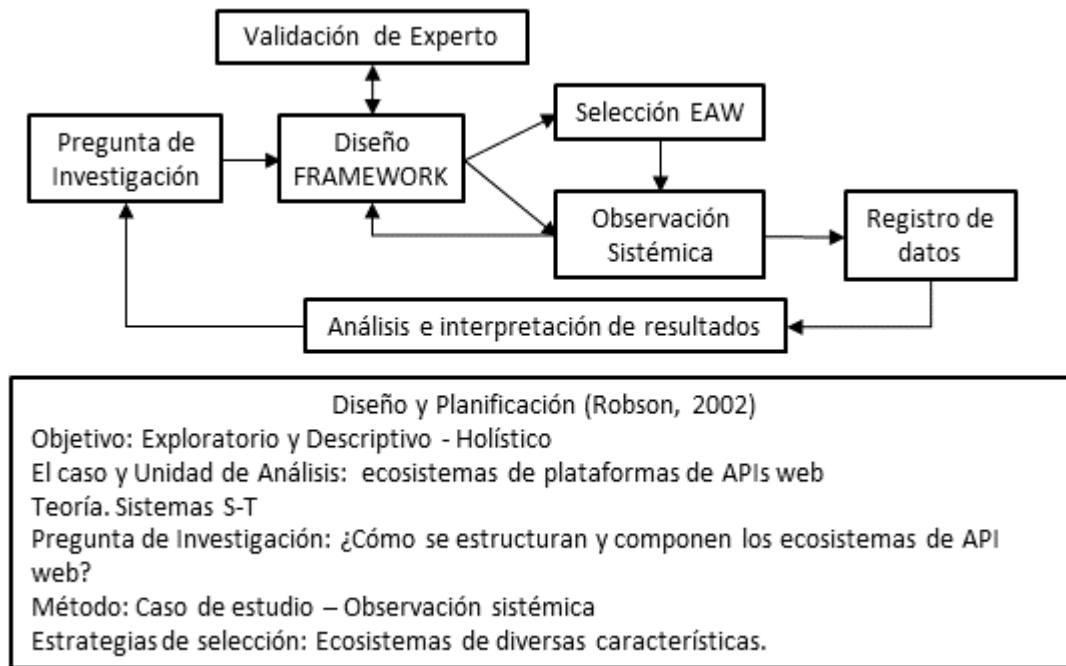 Validación de Experto
Pregunta de
Investigación
Diseño
FRAMEWORK
Selección EAW
Observación
Sistémica
Registro de
datos
Análisis e interpretación de resultados
Diseño y Planificación (Robson, 2002)
Objetivo: Exploratorio y Descriptivo - Holístico
El caso y Unidad de Análisis: ecosistemas de plataformas de APIs web
Teoría. Sistemas S-T
Pregunta de Investigación: ¿Cómo se estructuran y componen los ecosistemas de API
web?
Método: Caso de estudio – Observación sistémica
Estrategias de selección: Ecosistemas de diversas características.